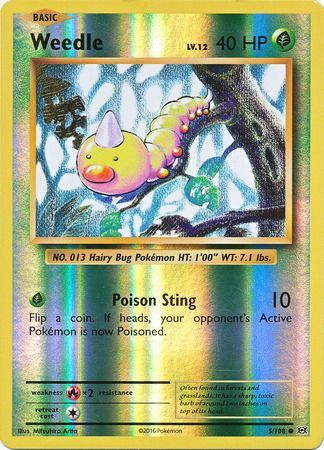 BASIC
Weedle LV.12 40 HP
NO. 013 Hairy Bug Pokémon HT: 1'00" WT: 7.1 lbs.
Poison Sting 10
Flip a coin. If heads, your opponent's Active
Pokémon is now Poisoned.
weakness ×2 resistance
retreat
cost
Often found in forests and
grasslands. It has a sharp, toxic
barb of around two inches on
top of its head.
Illus. Mitsuhiro Arita ©2016 Pokémon 5/108